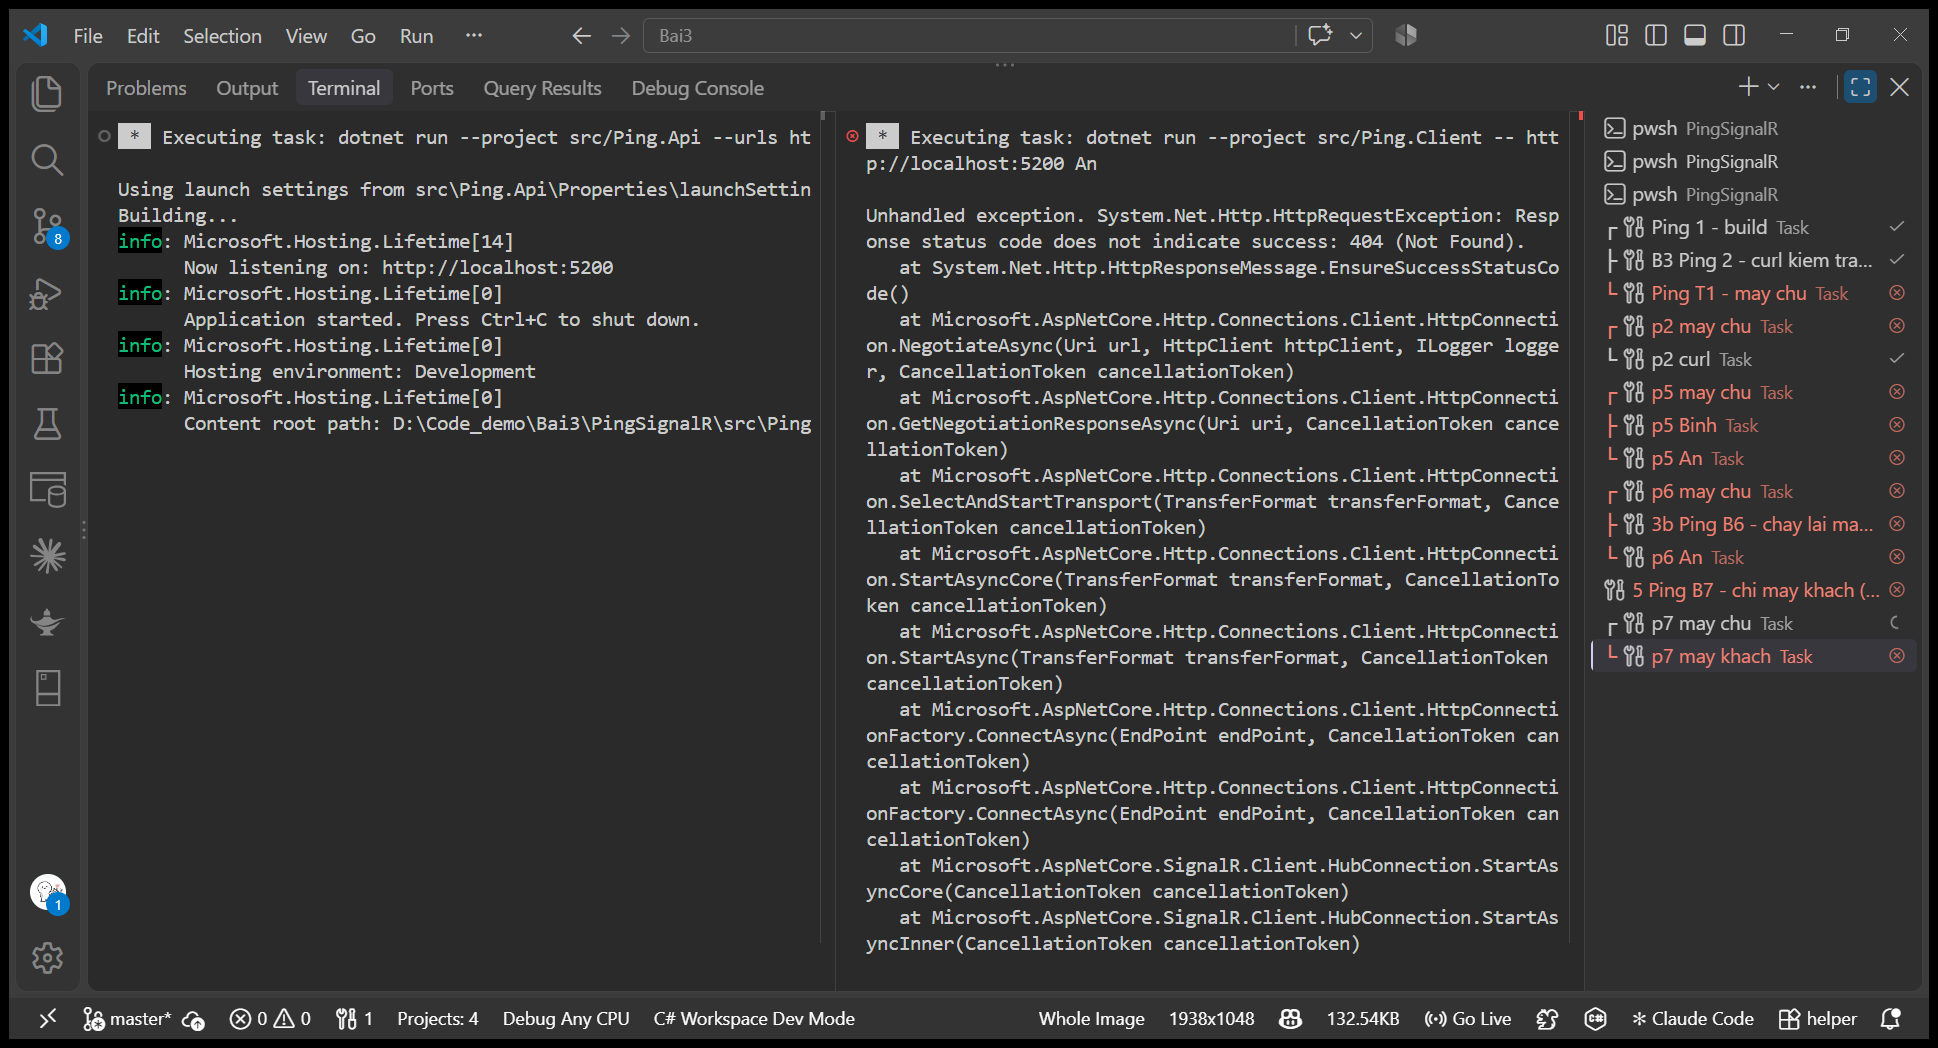 File Edit Selection View Go Run ···
Bai3
Problems Output Terminal Ports Query Results Debug Console
* Executing task: dotnet run --project src/Ping.Api --urls ht
Using launch settings from src\Ping.Api\Properties\launchSettin
Building...
info: Microsoft.Hosting.Lifetime[14]
Now listening on: http://localhost:5200
info: Microsoft.Hosting.Lifetime[0]
Application started. Press Ctrl+C to shut down.
info: Microsoft.Hosting.Lifetime[0]
Hosting environment: Development
info: Microsoft.Hosting.Lifetime[0]
Content root path: D:\Code_demo\Bai3\PingSignalR\src\Ping
* Executing task: dotnet run --project src/Ping.Client -- htt
p://localhost:5200 An
Unhandled exception. System.Net.Http.HttpRequestException: Resp
onse status code does not indicate success: 404 (Not Found).
at System.Net.Http.HttpResponseMessage.EnsureSuccessStatusCo
de()
at Microsoft.AspNetCore.Http.Connections.Client.HttpConnecti
on.NegotiateAsync(Uri url, HttpClient httpClient, ILogger logge
r, CancellationToken cancellationToken)
at Microsoft.AspNetCore.Http.Connections.Client.HttpConnecti
on.GetNegotiationResponseAsync(Uri uri, CancellationToken cance
llationToken)
at Microsoft.AspNetCore.Http.Connections.Client.HttpConnecti
on.SelectAndStartTransport(TransferFormat transferFormat, Cance
llationToken cancellationToken)
at Microsoft.AspNetCore.Http.Connections.Client.HttpConnecti
on.StartAsyncCore(TransferFormat transferFormat, CancellationTo
ken cancellationToken)
at Microsoft.AspNetCore.Http.Connections.Client.HttpConnecti
on.StartAsync(TransferFormat transferFormat, CancellationToken
cancellationToken)
at Microsoft.AspNetCore.Http.Connections.Client.HttpConnecti
onFactory.ConnectAsync(EndPoint endPoint, CancellationToken can
cellationToken)
at Microsoft.AspNetCore.Http.Connections.Client.HttpConnecti
onFactory.ConnectAsync(EndPoint endPoint, CancellationToken can
cellationToken)
at Microsoft.AspNetCore.SignalR.Client.HubConnection.StartAs
yncCore(CancellationToken cancellationToken)
at Microsoft.AspNetCore.SignalR.Client.HubConnection.StartAs
yncInner(CancellationToken cancellationToken)
pwsh PingSignalR
pwsh PingSignalR
pwsh PingSignalR
Ping 1 - build Task
B3 Ping 2 - curl kiem tra...
Ping T1 - may chu Task
p2 may chu Task
p2 curl Task
p5 may chu Task
p5 Binh Task
p5 An Task
p6 may chu Task
3b Ping B6 - chay lai ma...
p6 An Task
5 Ping B7 - chi may khach (...
p7 may chu Task
p7 may khach Task
8
1
master* 0 0 1 Projects: 4 Debug Any CPU C# Workspace Dev Mode
Whole Image 1938x1048 132.54KB Go Live C# Claude Code helper